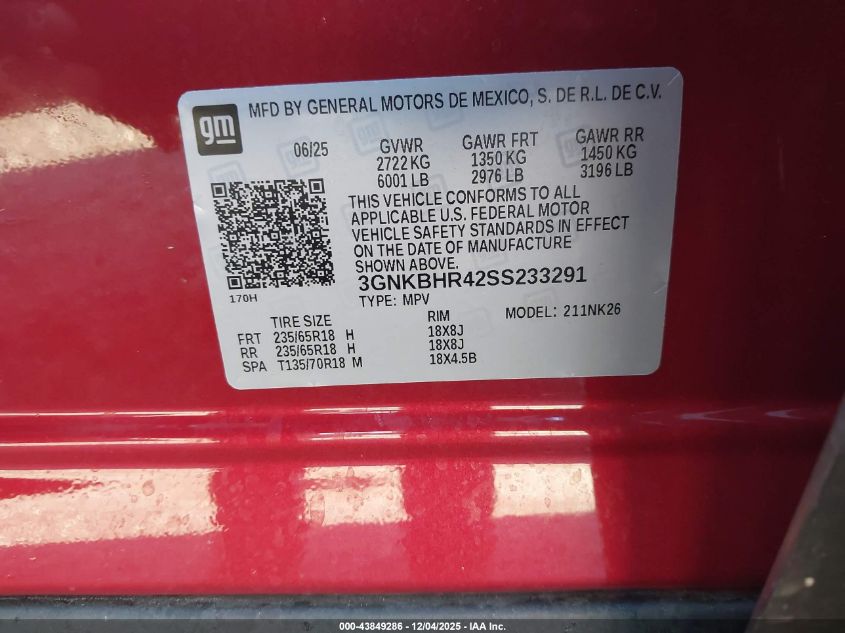 gm
MFD BY GENERAL MOTORS DE MEXICO, S. DE R.L. DE C.V.
06/25 GVWR GAWR FRT GAWR RR
2722 KG 1350 KG 1450 KG
6001 LB 2976 LB 3196 LB
THIS VEHICLE CONFORMS TO ALL
APPLICABLE U.S. FEDERAL MOTOR
VEHICLE SAFETY STANDARDS IN EFFECT
ON THE DATE OF MANUFACTURE
SHOWN ABOVE.
3GNKBHR42SS233291
170H
TYPE: MPV
MODEL: 211NK26
TIRE SIZE RIM
FRT 235/65R18 H 18X8J
RR 235/65R18 H 18X8J
SPA T135/70R18 M 18X4.5B
000-43849286 - 12/04/2025 - IAA Inc.